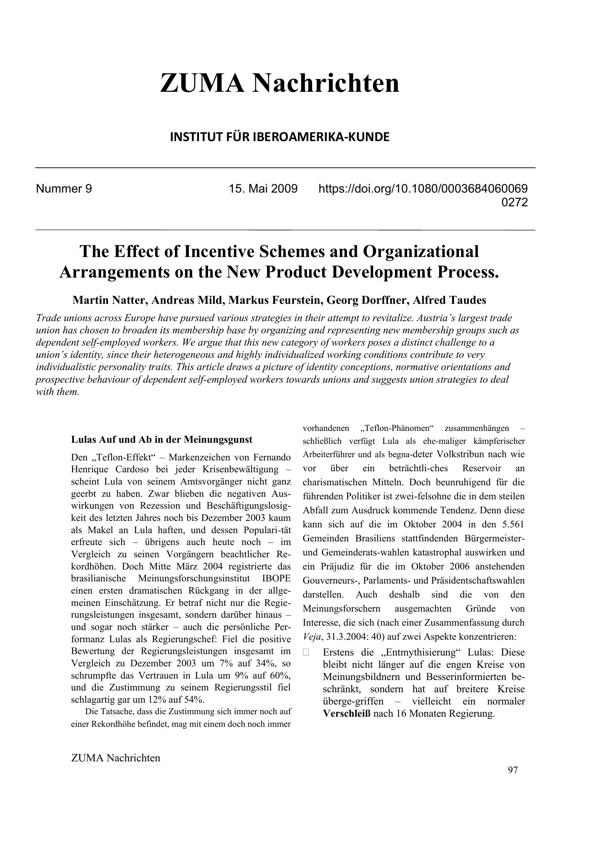 ZUMA Nachrichten
INSTITUT FÜR IBEROAMERIKA-KUNDE
Nummer 9 15. Mai 2009 https://doi.org/10.1080/0003684060069
0272
The Effect of Incentive Schemes and Organizational
Arrangements on the New Product Development Process.
Martin Natter, Andreas Mild, Markus Feurstein, Georg Dorffner, Alfred Taudes
Trade unions across Europe have pursued various strategies in their attempt to revitalize. Austria's largest trade
union has chosen to broaden its membership base by organizing and representing new membership groups such as
dependent self-employed workers. We argue that this new category of workers poses a distinct challenge to a
union's identity, since their heterogeneous and highly individualized working conditions contribute to very
individualistic personality traits. This article draws a picture of identity conceptions, normative orientations and
prospective behaviour of dependent self-employed workers towards unions and suggests union strategies to deal
with them.
Lulas Auf und Ab in der Meinungsgunst
Den „Teflon-Effekt“ – Markenzeichen von Fernando
Henrique Cardoso bei jeder Krisenbewältigung –
scheint Lula von seinem Amtsvorgänger nicht ganz
geerbt zu haben. Zwar blieben die negativen Aus-
wirkungen von Rezession und Beschäftigungslosig-
keit des letzten Jahres noch bis Dezember 2003 kaum
als Makel an Lula haften, und dessen Populari-tät
erfreute sich – übrigens auch heute noch – im
Vergleich zu seinen Vorgängern beachtlicher Re-
kordhöhen. Doch Mitte März 2004 registrierte das
brasilianische Meinungsforschungsinstitut IBOPE
einen ersten dramatischen Rückgang in der allge-
meinen Einschätzung. Er betraf nicht nur die Regie-
rungsleistungen insgesamt, sondern darüber hinaus –
und sogar noch stärker – auch die persönliche Per-
formanz Lulas als Regierungschef: Fiel die positive
Bewertung der Regierungsleistungen insgesamt im
Vergleich zu Dezember 2003 um 7% auf 34%, so
schrumpfte das Vertrauen in Lula um 9% auf 60%,
und die Zustimmung zu seinem Regierungsstil fiel
schlagartig gar um 12% auf 54%.
Die Tatsache, dass die Zustimmung sich immer noch auf
einer Rekordhöhe befindet, mag mit einem doch noch immer
vorhandenen „Teflon-Phänomen“ zusammenhängen –
schließlich verfügt Lula als ehe-maliger kämpferischer
Arbeiterführer und als begna-deter Volkstribun nach wie
vor über ein beträchtli-ches Reservoir an
charismatischen Mitteln. Doch beunruhigend für die
führenden Politiker ist zwei-felsohne die in dem steilen
Abfall zum Ausdruck kommende Tendenz. Denn diese
kann sich auf die im Oktober 2004 in den 5.561
Gemeinden Brasiliens stattfindenden Bürgermeister-
und Gemeinderats-wahlen katastrophal auswirken und
ein Präjudiz für die im Oktober 2006 anstehenden
Gouverneurs-, Parlaments- und Präsidentschaftswahlen
darstellen. Auch deshalb sind die von den
Meinungsforschern ausgemachten Gründe von
Interesse, die sich (nach einer Zusammenfassung durch
Veja, 31.3.2004: 40) auf zwei Aspekte konzentrieren:
Erstens die „Entmythisierung“ Lulas: Diese
bleibt nicht länger auf die engen Kreise von
Meinungsbildnern und Besserinformierten be-
schränkt, sondern hat auf breitere Kreise
überge-griffen – vielleicht ein normaler
Verschleiß nach 16 Monaten Regierung.
ZUMA Nachrichten
97